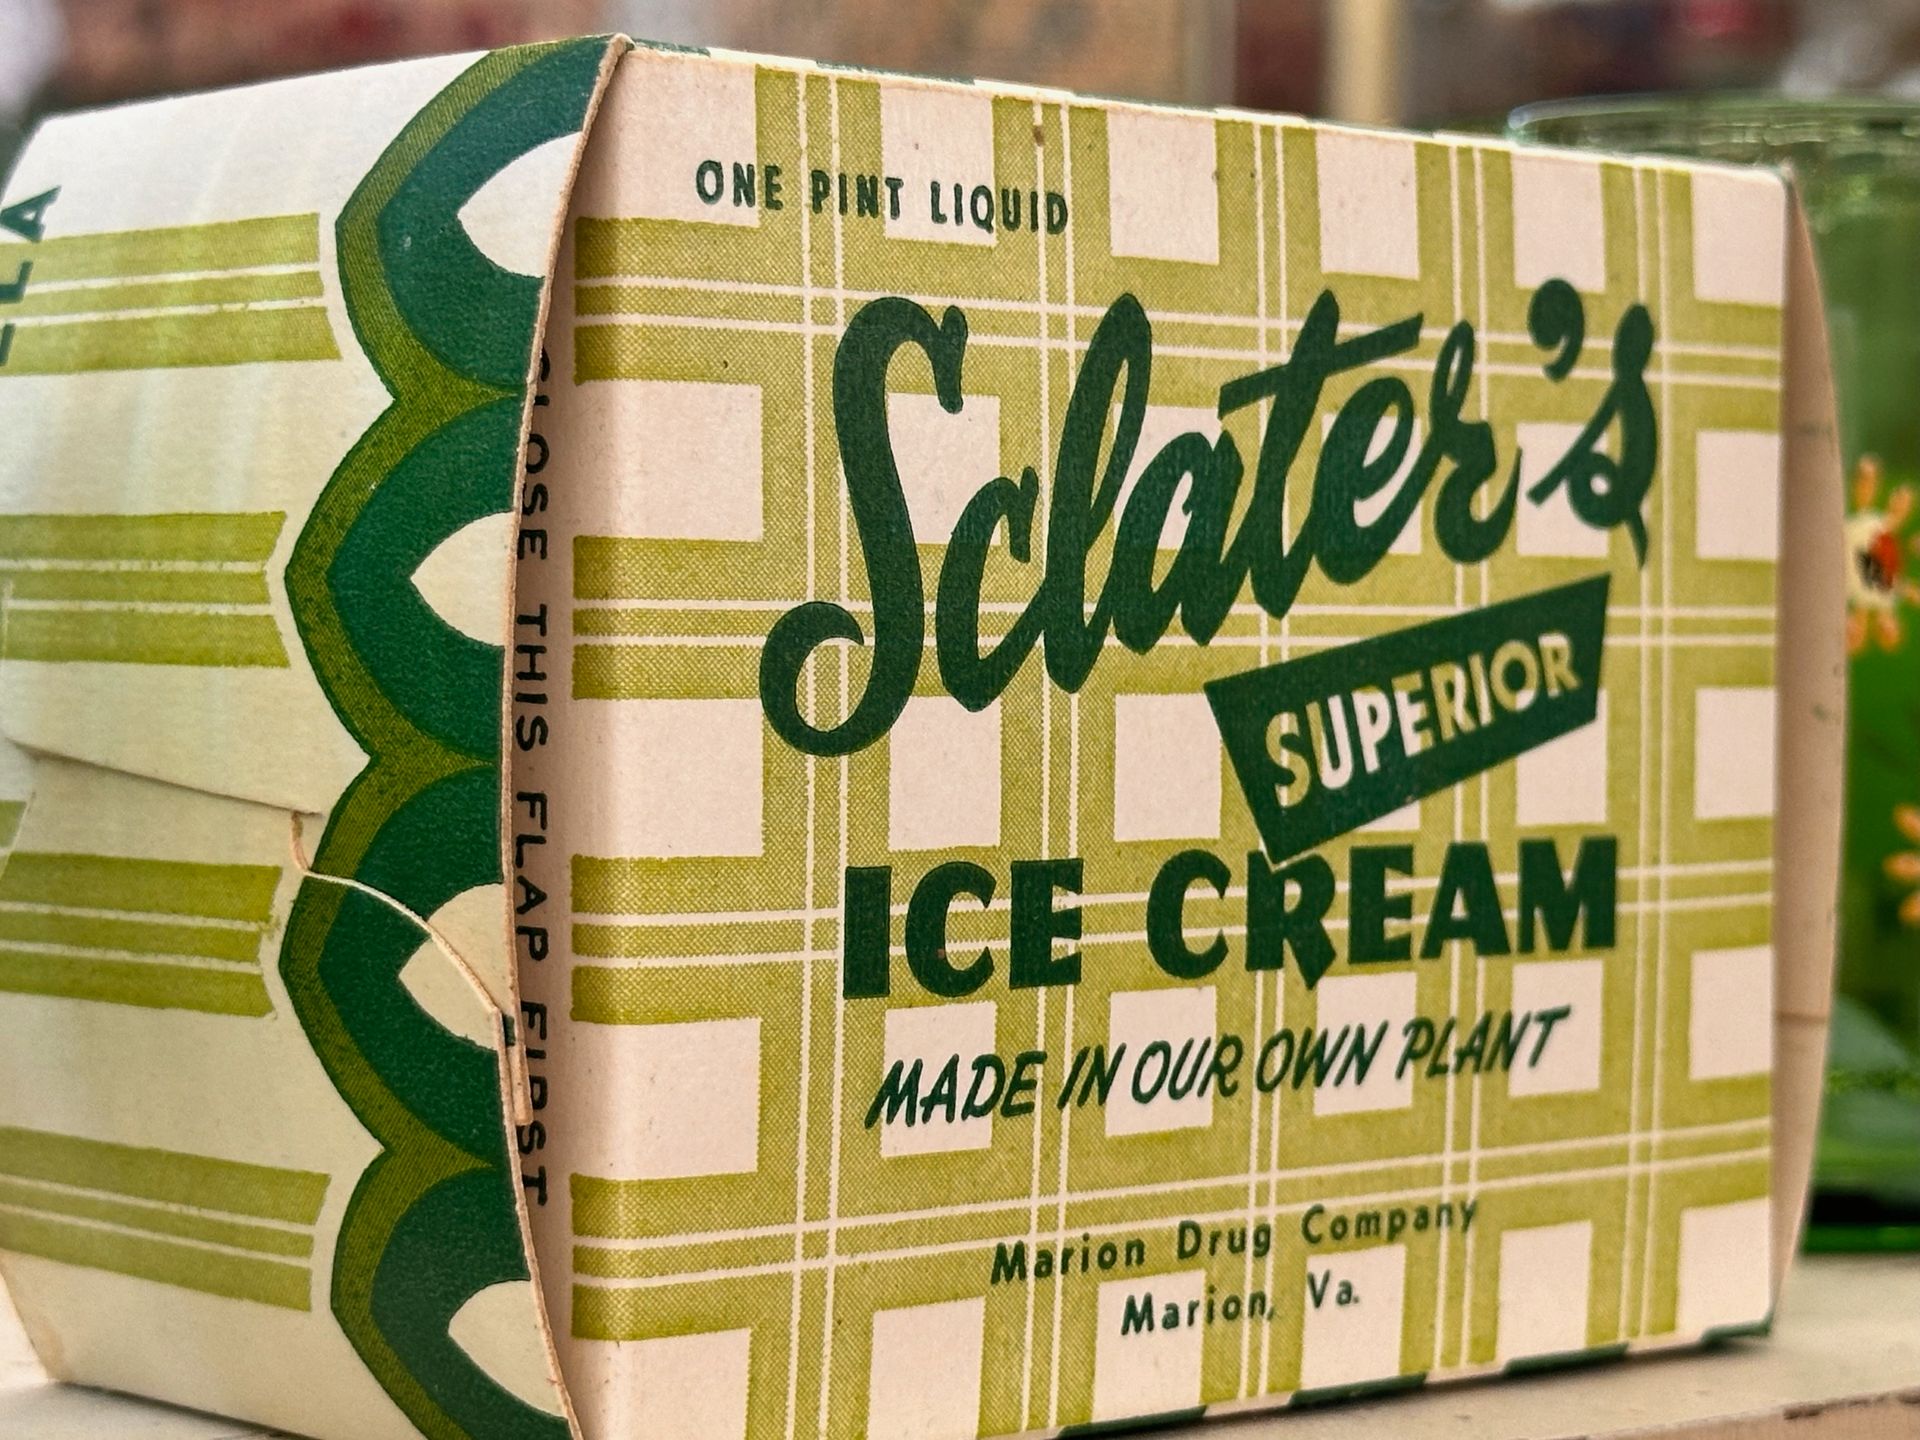 ONE PINT LIQUID
Sclater's
SUPERIOR
ICE CREAM
MADE IN OUR OWN PLANT
Marion Drug Company
Marion, Va.
CLOSE THIS FLAP FIRST